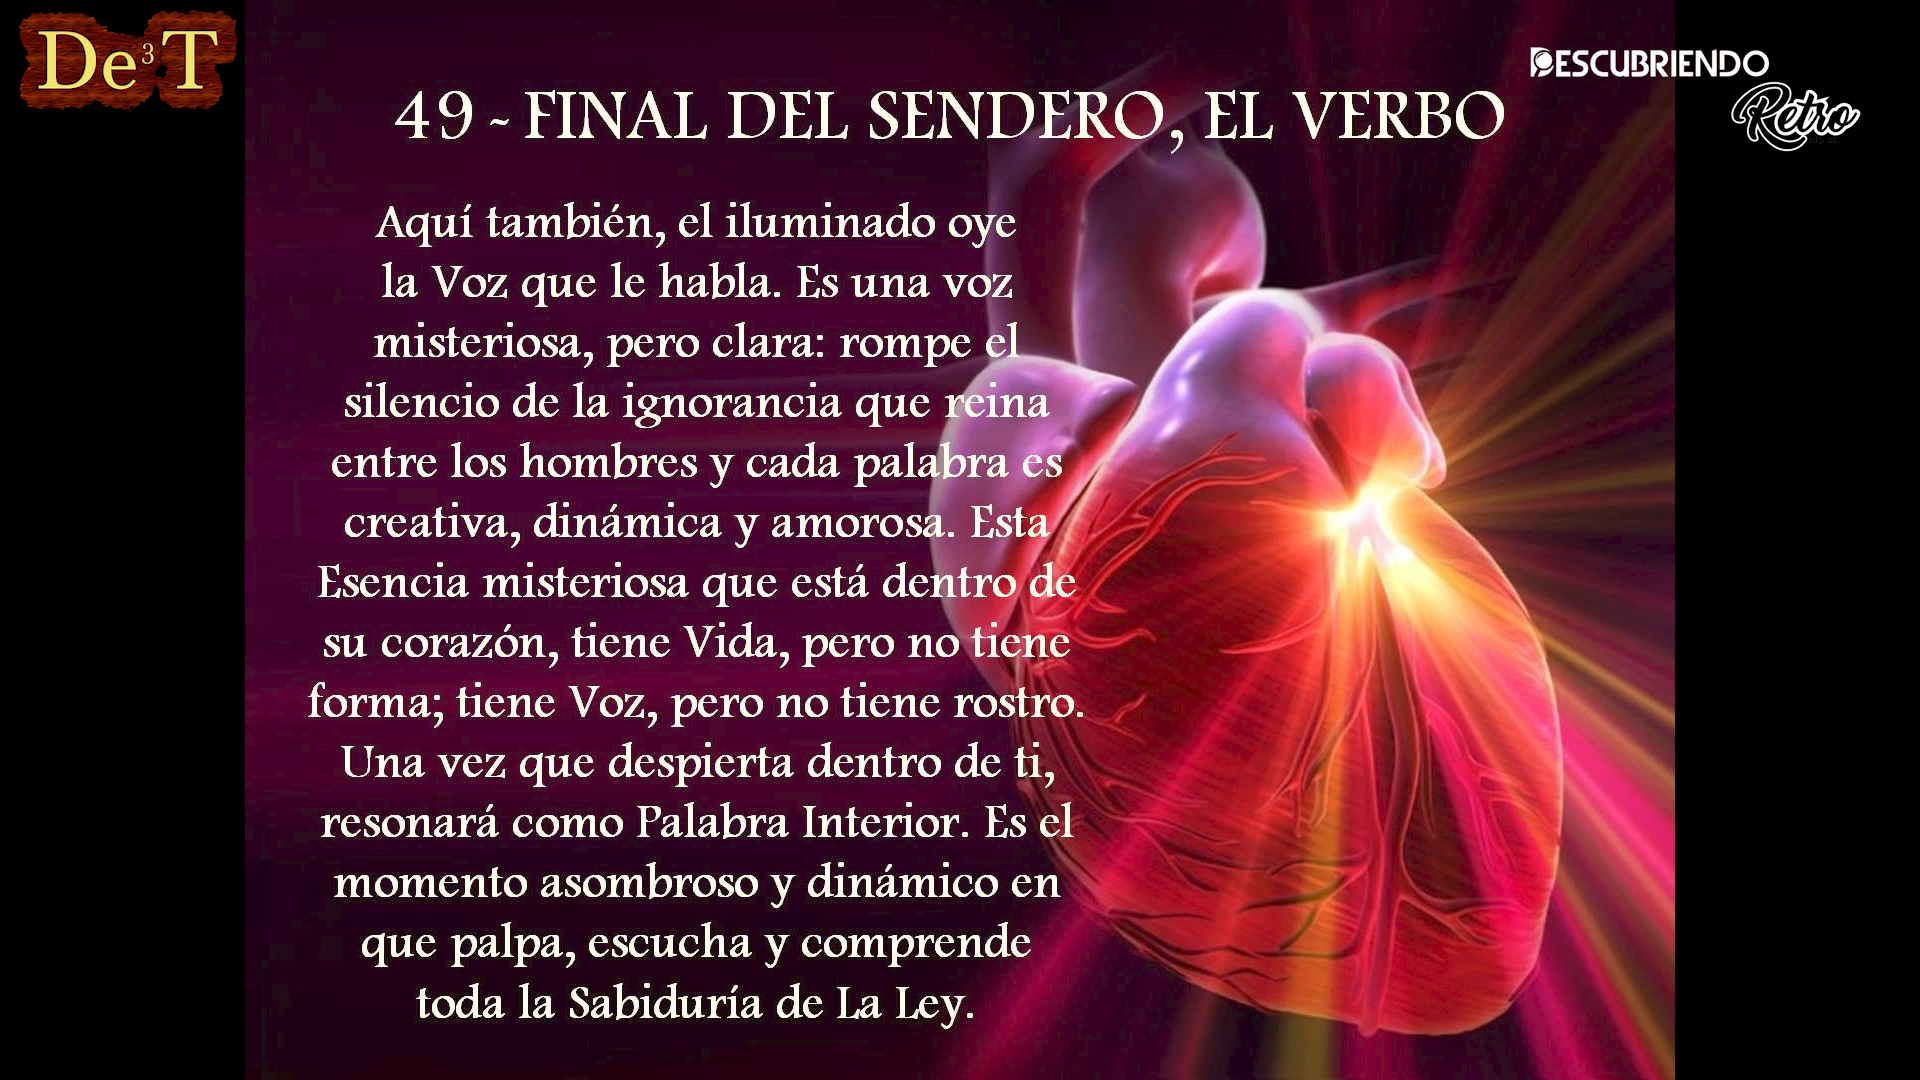 De³T
DESCUBRIENDO
Retro
49 - FINAL DEL SENDERO, EL VERBO
Aquí también, el iluminado oye
la Voz que le habla. Es una voz
misteriosa, pero clara: rompe el
silencio de la ignorancia que reina
entre los hombres y cada palabra es
creativa, dinámica y amorosa. Esta
Esencia misteriosa que está dentro de
su corazón, tiene Vida, pero no tiene
forma; tiene Voz, pero no tiene rostro.
Una vez que despierta dentro de ti,
resonará como Palabra Interior. Es el
momento asombroso y dinámico en
que palpa, escucha y comprende
toda la Sabiduría de La Ley.